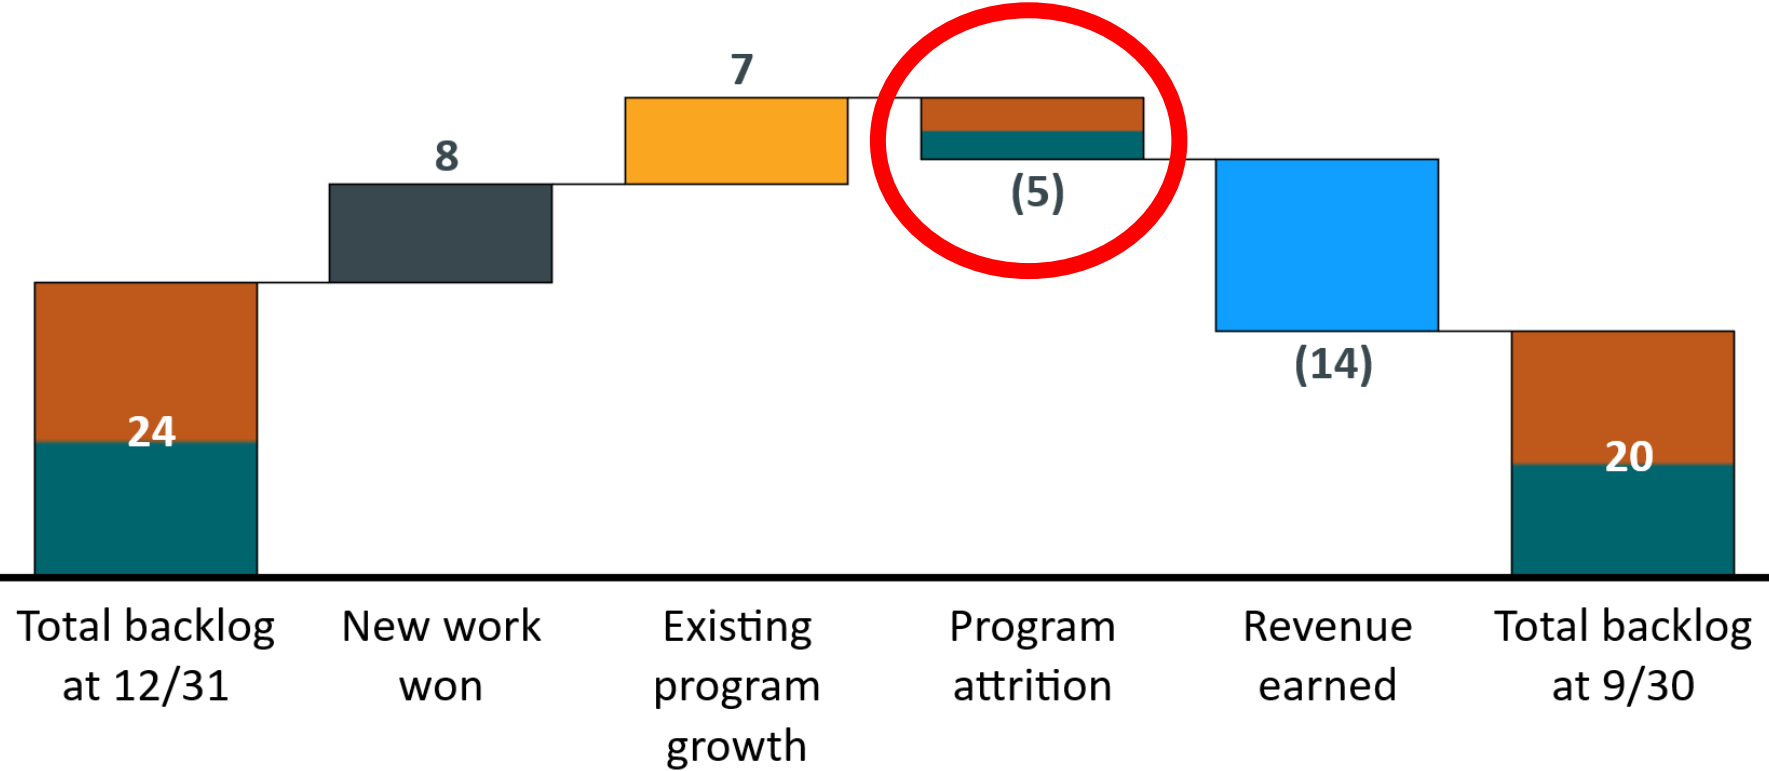 7
8
(5)
(14)
24
20
Total backlog
at 12/31
New work
won
Existing
program
growth
Program
attrition
Revenue
earned
Total backlog
at 9/30